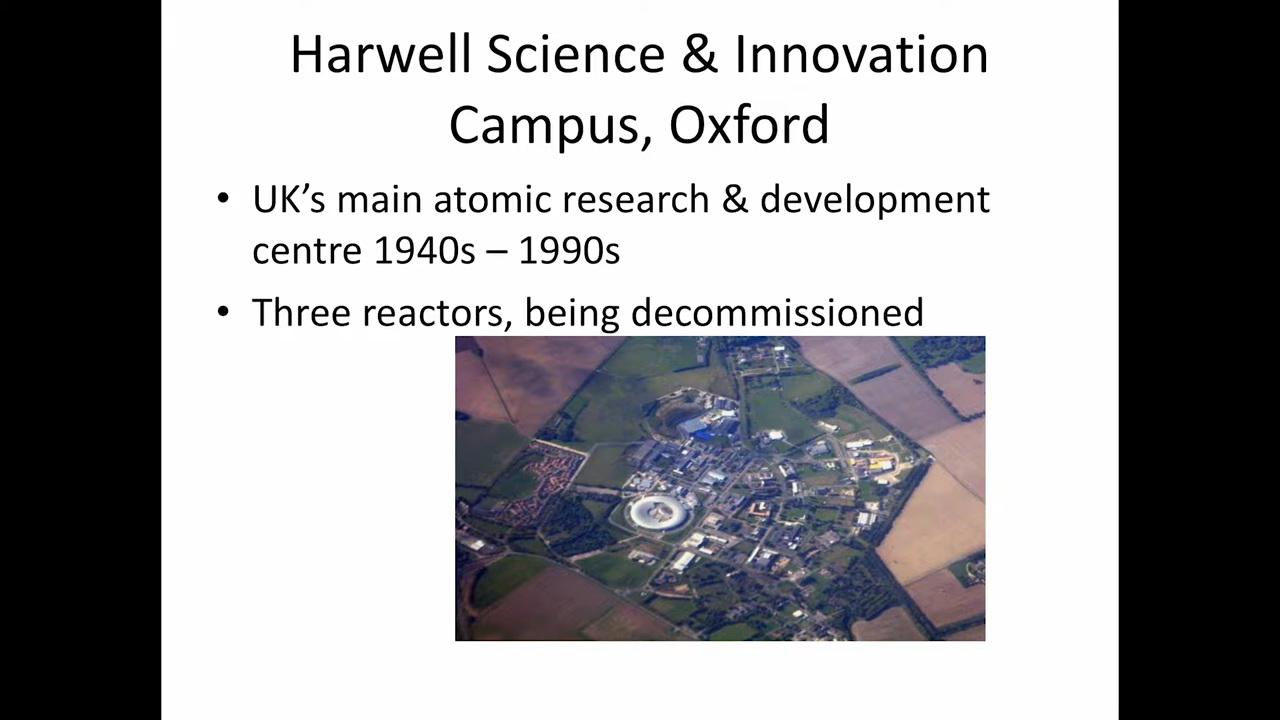 Harwell Science & Innovation
Campus, Oxford
• UK’s main atomic research & development
centre 1940s – 1990s
• Three reactors, being decommissioned